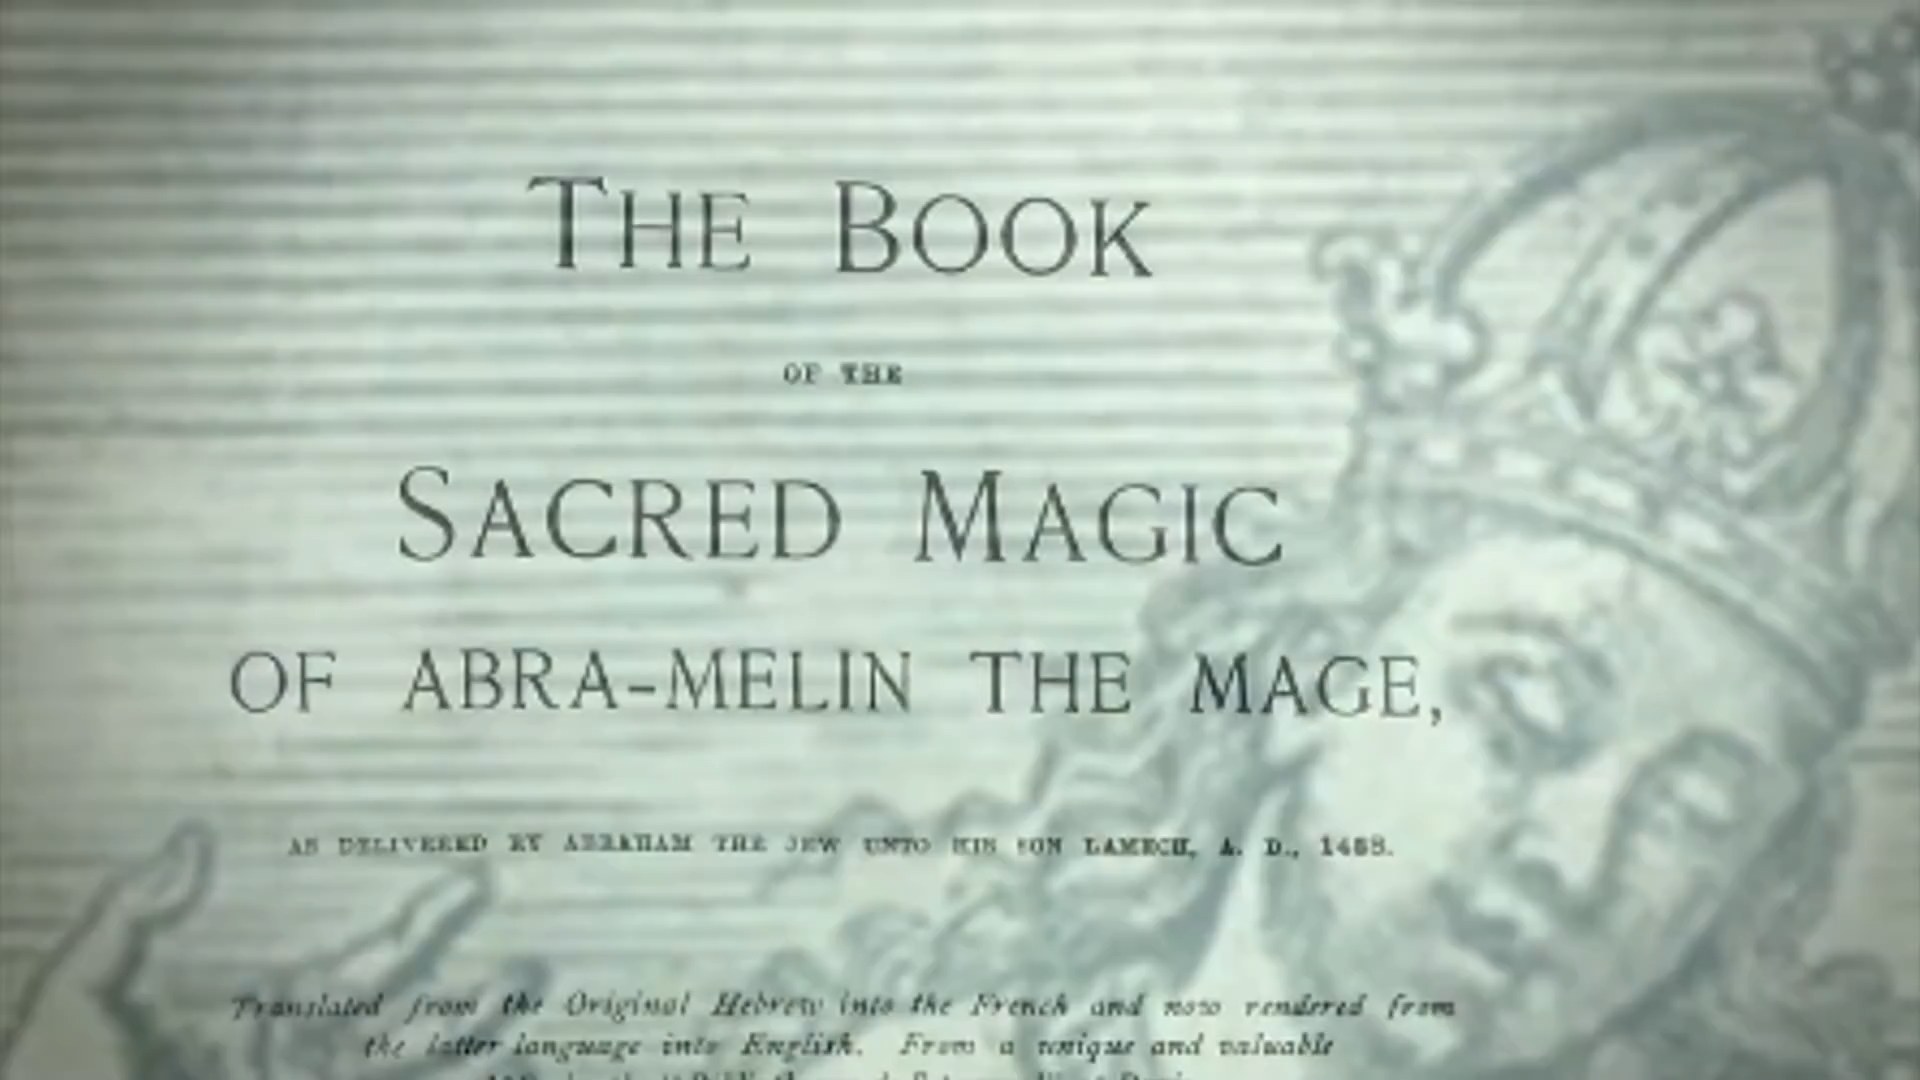 THE BOOK
OF THE
SACRED MAGIC
OF ABRA-MELIN THE MAGE,
AS DELIVERED BY ABRAHAM THE JEW UNTO HIS SON LAMECH, A. D., 1458.
Translated from the Original Hebrew into the French and now rendered from
the latter language into English. From a unique and valuable